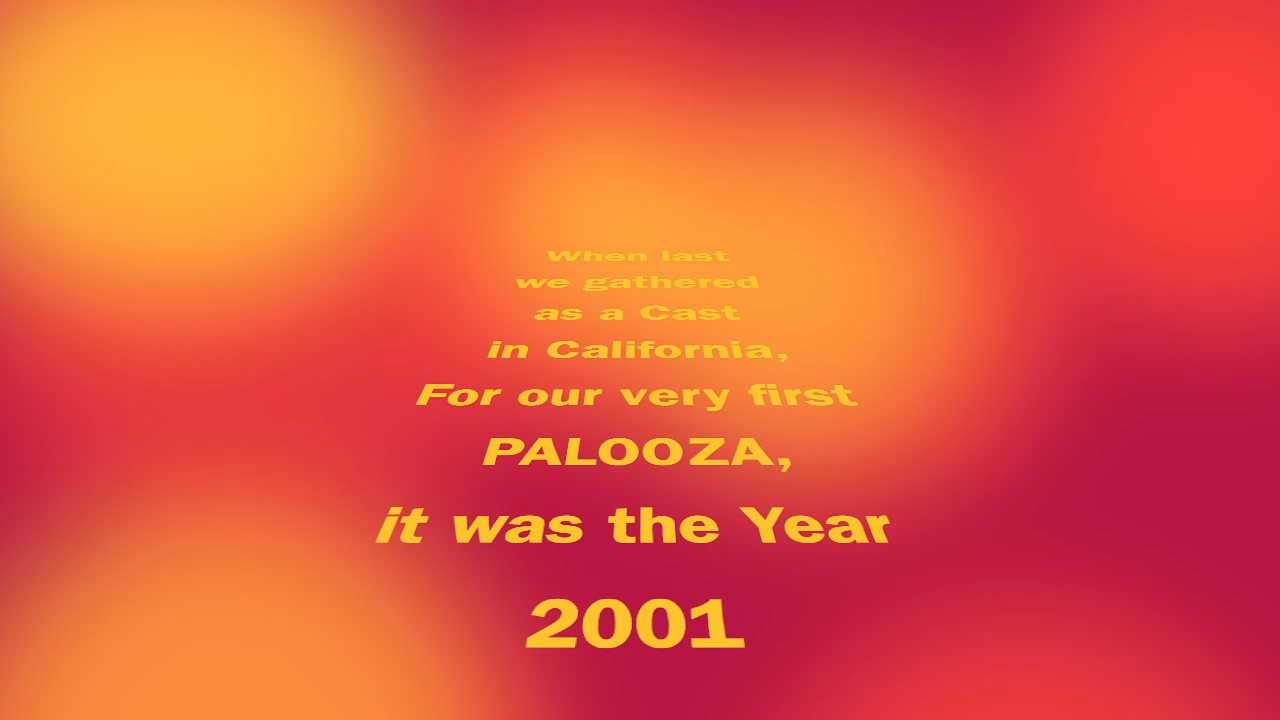 When last
we gathered
as a Cast
in California,
For our very first
PALOOZA,
it was the Year
2001